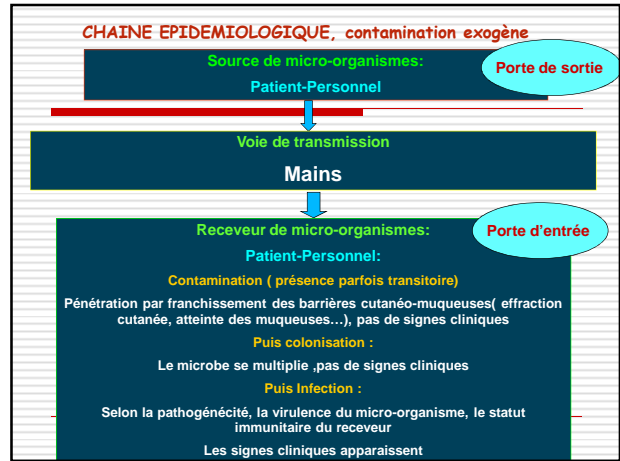 CHAINE EPIDEMIOLOGIQUE, contamination exogène
Source de micro-organismes:
Porte de sortie
Patient-Personnel
Voie de transmission
Mains
Receveur de micro-organismes:
Porte d'entrée
Patient-Personnel:
Contamination ( présence parfois transitoire)
Pénétration par franchissement des barrières cutanéo-muqueuses( effraction
cutanée, atteinte des muqueuses…), pas de signes cliniques
Puis colonisation :
Le microbe se multiplie ,pas de signes cliniques
Puis Infection :
Selon la pathogénécité, la virulence du micro-organisme, le statut
immunitaire du receveur
Les signes cliniques apparaissent